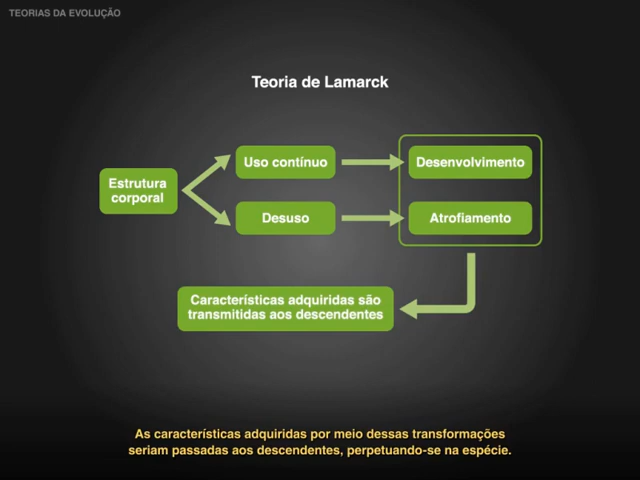 TEORIAS DA EVOLUÇÃO
Teoria de Lamarck
Estrutura
corporal
Uso contínuo
Desenvolvimento
Desuso
Atrofiamento
Características adquiridas são
transmitidas aos descendentes
As características adquiridas por meio dessas transformações
seriam passadas aos descendentes, perpetuando-se na espécie.